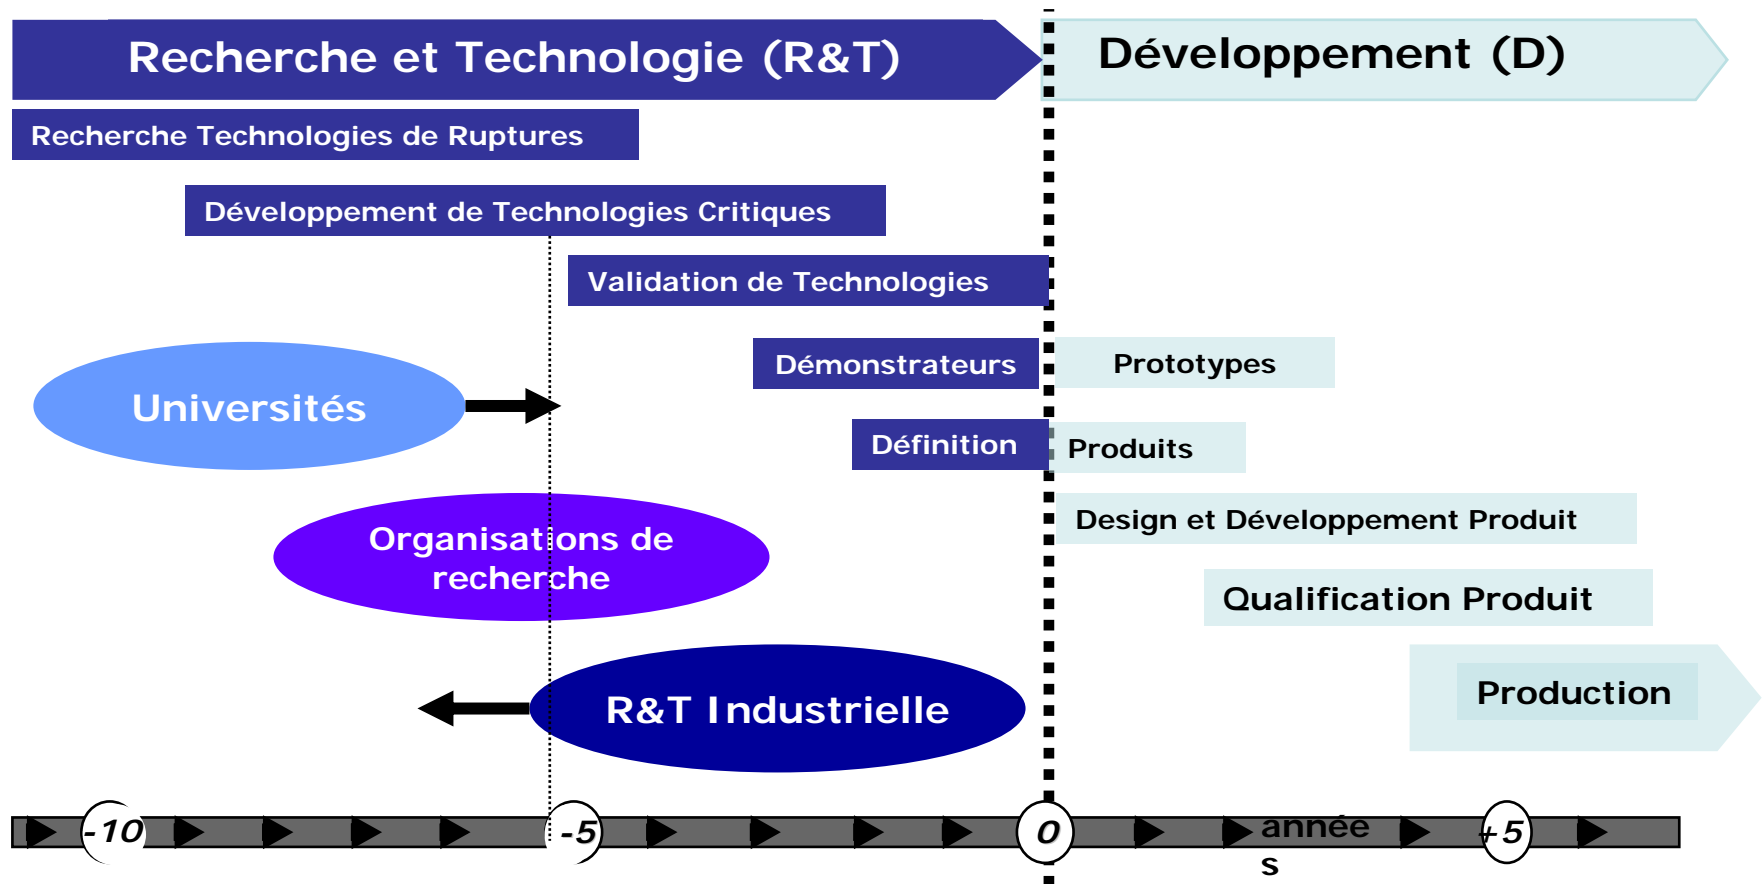 Recherche et Technologie (R&T)
Développement (D)
Recherche Technologies de Ruptures
Développement de Technologies Critiques
Validation de Technologies
Démonstrateurs
Prototypes
Universités
Définition
Produits
Organisations de
recherche
Design et Développement Produit
Qualification Produit
R&T Industrielle
Production
-10
-5
0
année
s
+5